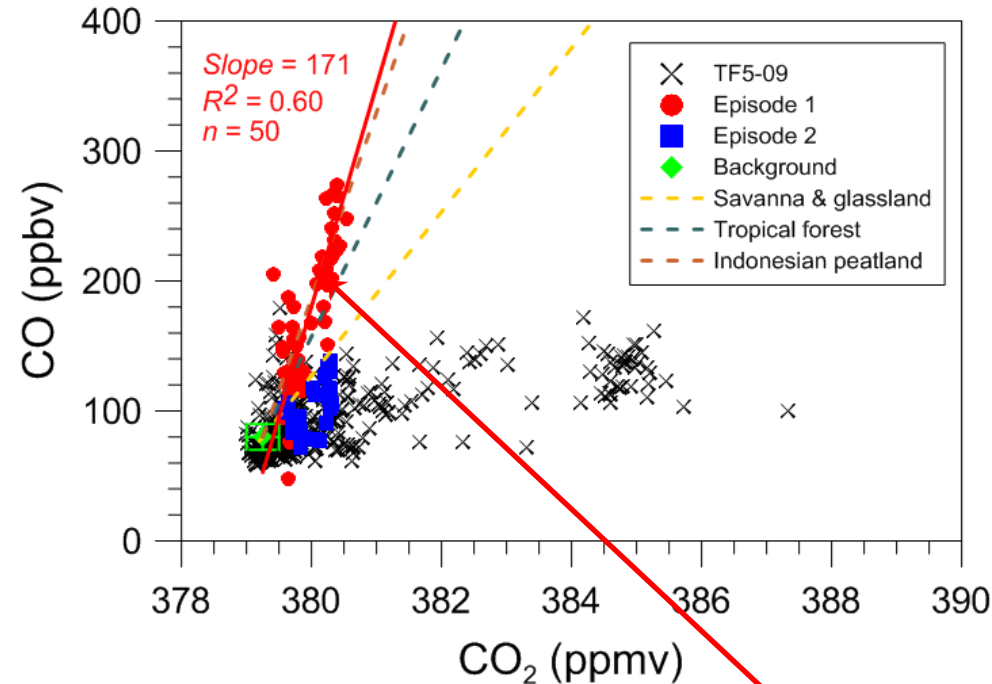 400
300
200
100
0
CO (ppbv)
Slope = 171
R2 = 0.60
n = 50
TF5-09
Episode 1
Episode 2
Background
Savanna & glassland
Tropical forest
Indonesian peatland
378 380 382 384 386 388 390
CO2 (ppmv)